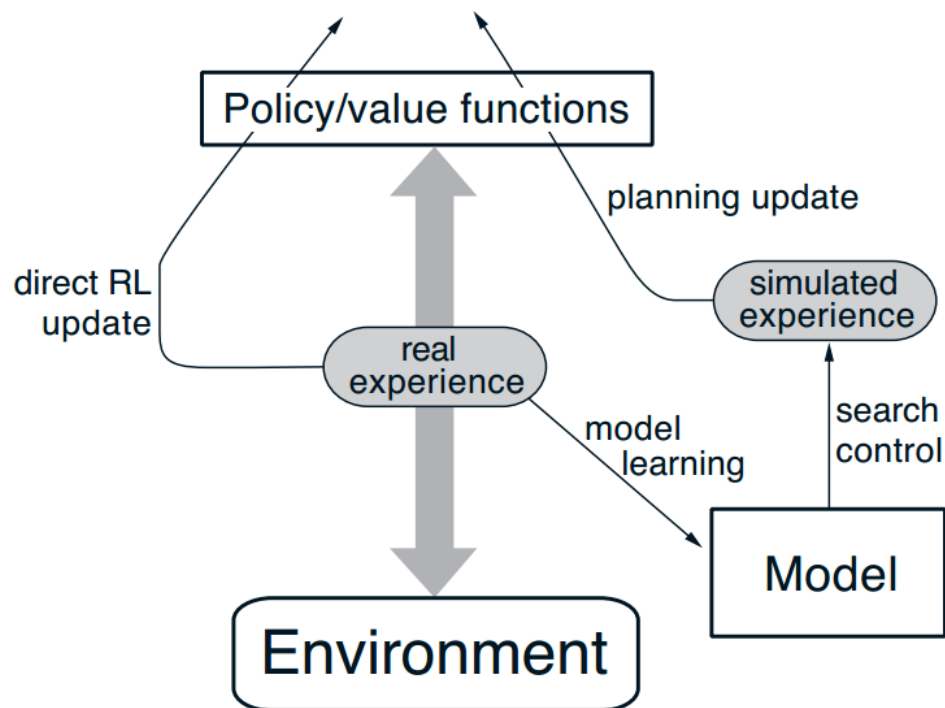 Policy/value functions
planning update
direct RL
update
simulated
experience
real
experience
model
learning
search
control
Model
Environment